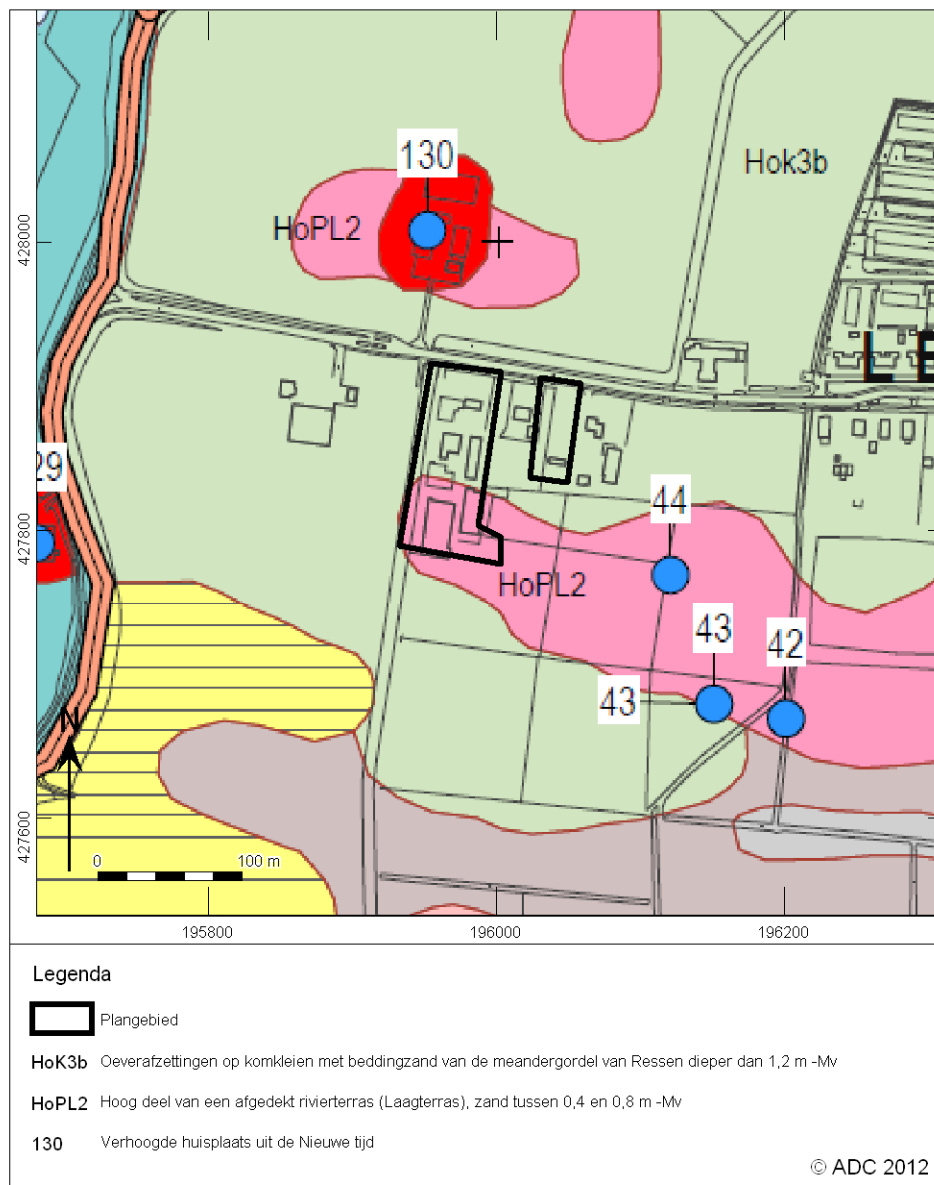 130
Hok3b
HoPL2
428000
LE
29
44
427800
HoPL2
43
42
43
N
427600
0 100 m
195800 196000 196200
Legenda
Plangebied
HoK3b Oeverafzettingen op komkleien met beddingzand van de meandergordel van Ressen dieper dan 1,2 m -Mv
HoPL2 Hoog deel van een afgedekt rivierterras (Laagterras), zand tussen 0,4 en 0,8 m -Mv
130 Verhoogde huisplaats uit de Nieuwe tijd
© ADC 2012